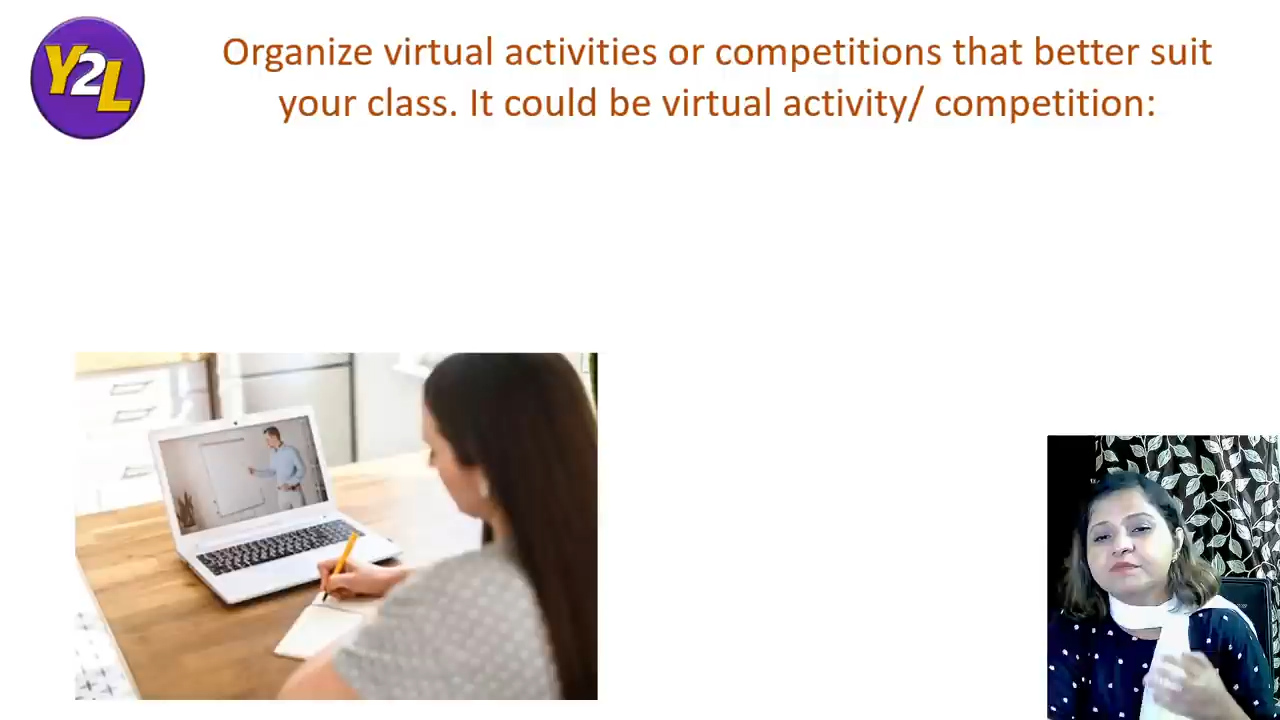 Y2L
Organize virtual activities or competitions that better suit
your class. It could be virtual activity/ competition: